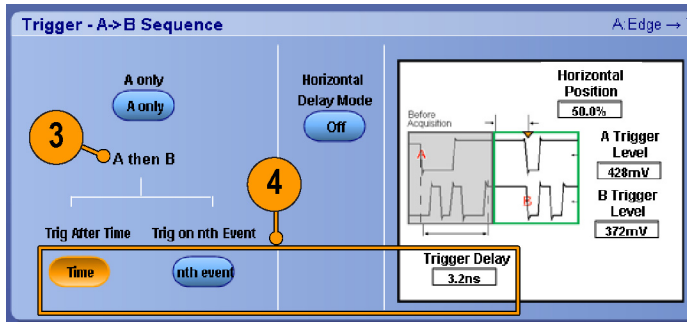 Trigger - A->B Sequence
A:Edge →
A only
A only
3
A then B
4
Trig After Time
Trig on nth Event
Time
nth event
Horizontal
Delay Mode
Off
Horizontal
Position
50.0%
Before
Acquisition
A
B
A Trigger
Level
428mV
B Trigger
Level
372mV
Trigger Delay
3.2ns